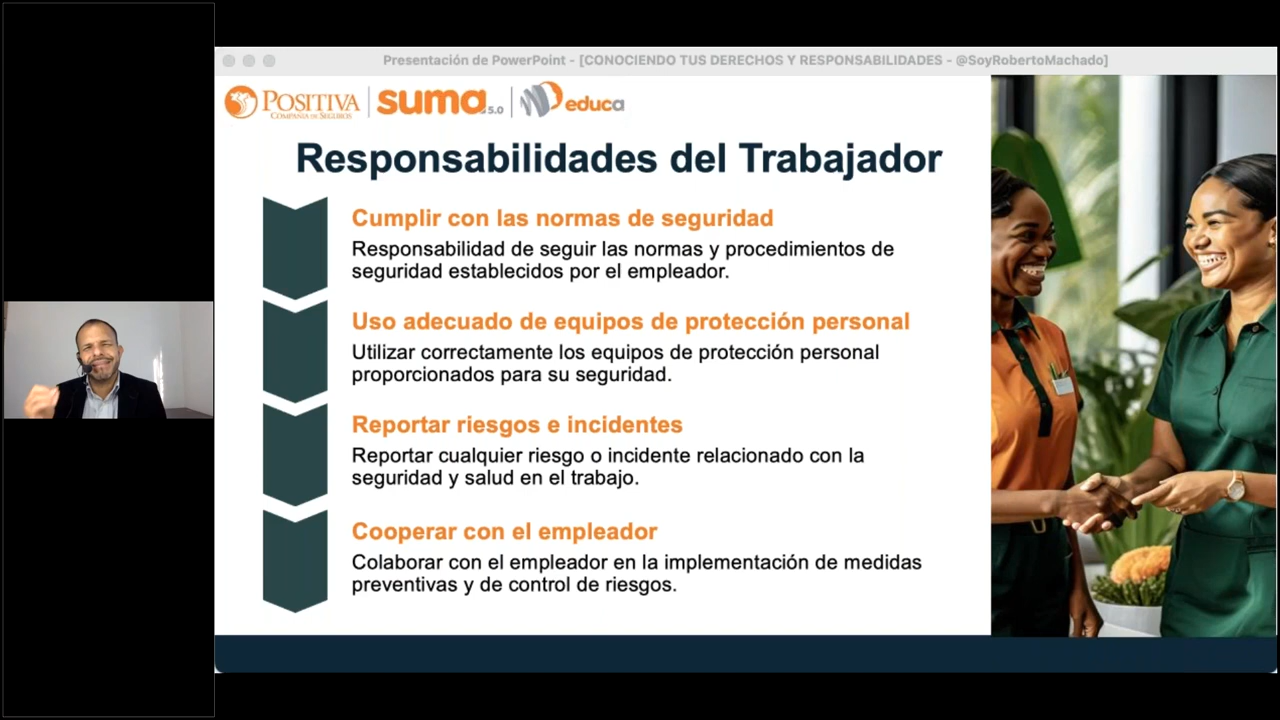 Presentación de PowerPoint - [CONOCIENDO TUS DERECHOS Y RESPONSABILIDADES - @SoyRobertoMachado]
POSITIVA
COMPAÑÍA DE SEGUROS
suma 5.0
educa
Responsabilidades del Trabajador
Cumplir con las normas de seguridad
Responsabilidad de seguir las normas y procedimientos de
seguridad establecidos por el empleador.
Uso adecuado de equipos de protección personal
Utilizar correctamente los equipos de protección personal
proporcionados para su seguridad.
Reportar riesgos e incidentes
Reportar cualquier riesgo o incidente relacionado con la
seguridad y salud en el trabajo.
Cooperar con el empleador
Colaborar con el empleador en la implementación de medidas
preventivas y de control de riesgos.